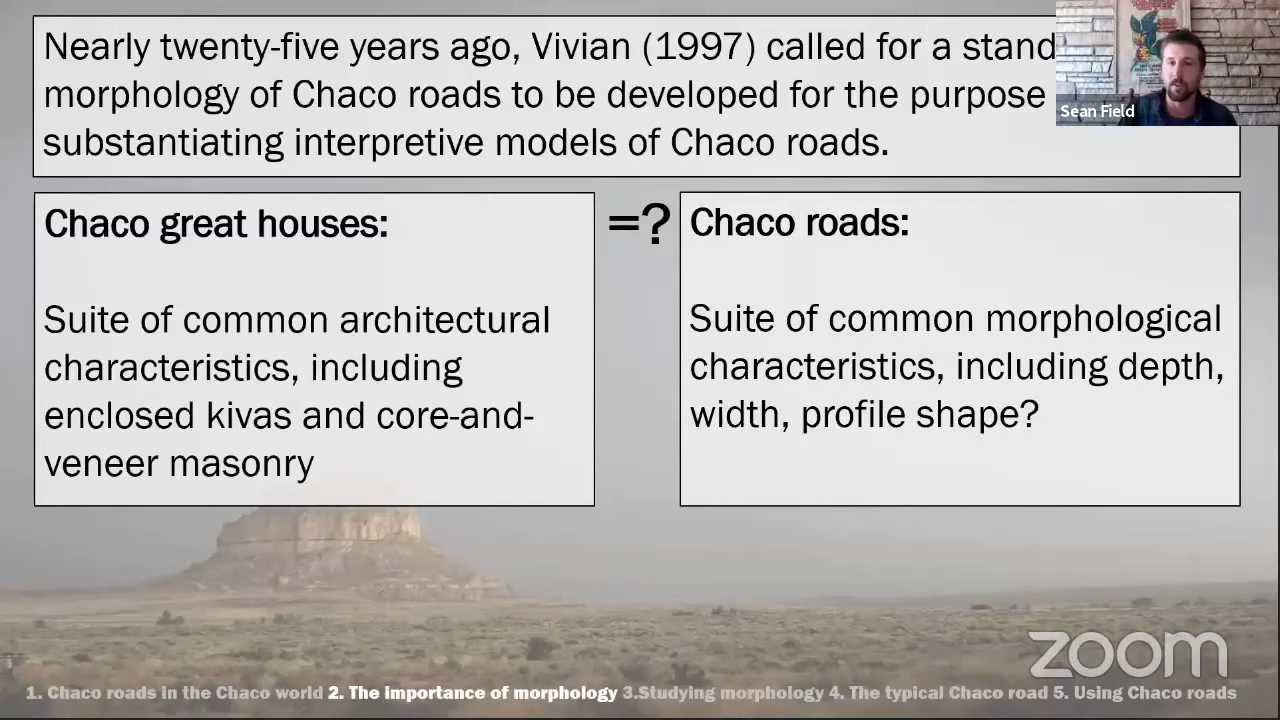 Nearly twenty-five years ago, Vivian (1997) called for a stand
morphology of Chaco roads to be developed for the purpose
substantiating interpretive models of Chaco roads.
Sean Field
Chaco great houses:
Suite of common architectural
characteristics, including
enclosed kivas and core-and-
veneer masonry
=?
Chaco roads:
Suite of common morphological
characteristics, including depth,
width, profile shape?
zoom
1. Chaco roads in the Chaco world 2. The importance of morphology 3.Studying morphology 4. The typical Chaco road 5. Using Chaco roads